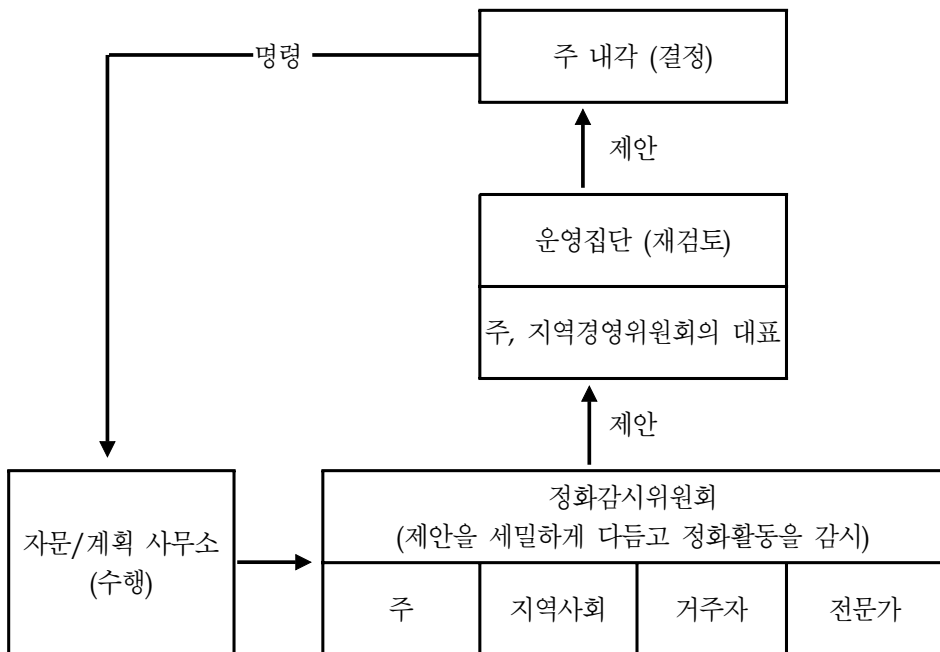 명령
주 내각 (결정)
제안
운영집단 (재검토)
주, 지역경영위원회의 대표
제안
정화감시위원회
(제안을 세밀하게 다듬고 정화활동을 감시)
자문/계획 사무소
(수행)
주
지역사회
거주자
전문가